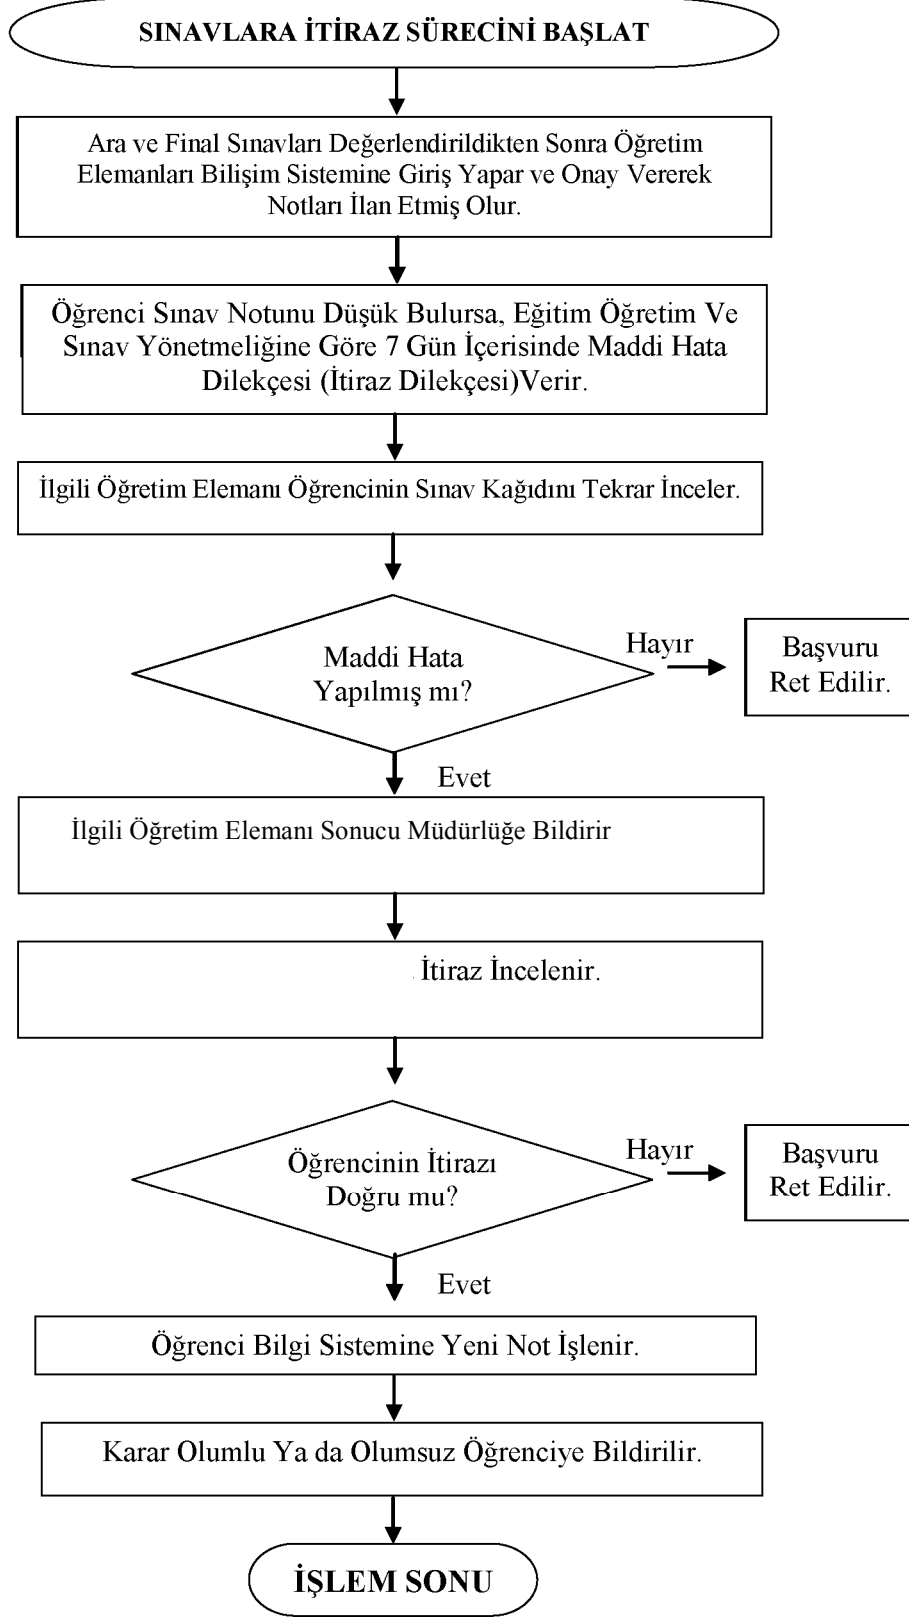 SINAVLARA İTİRAZ SÜRECİNİ BAŞLAT
Ara ve Final Sınavları Değerlendirildikten Sonra Öğretim
Elemanları Bilişim Sistemine Giriş Yapar ve Onay Vererek
Notları İlan Etmiş Olur.
Öğrenci Sınav Notunu Düşük Bulursa, Eğitim Öğretim Ve
Sınav Yönetmeliğine Göre 7 Gün İçerisinde Maddi Hata
Dilekçesi (İtiraz Dilekçesi)Verir.
İlgili Öğretim Elemanı Öğrencinin Sınav Kağıdını Tekrar İnceler.
Maddi Hata
Yapılmış mı?
Hayır
Başvuru
Ret Edilir.
Evet
İlgili Öğretim Elemanı Sonucu Müdürlüğe Bildirir
İtiraz İncelenir.
Öğrencinin İtirazı
Doğru mu?
Hayır
Başvuru
Ret Edilir.
Evet
Öğrenci Bilgi Sistemine Yeni Not İşlenir.
Karar Olumlu Ya da Olumsuz Öğrenciye Bildirilir.
İŞLEM SONU